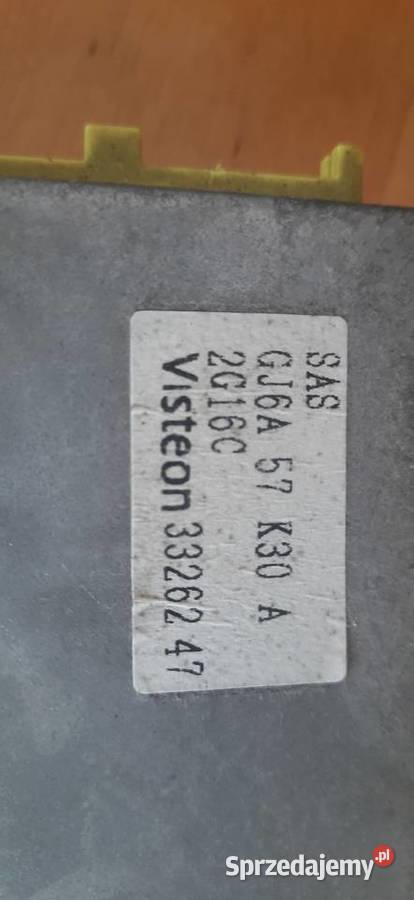 SAS
GJ6A 57 K30 A
2G16C
Visteon 33262 47
Sprzedajemy.pl